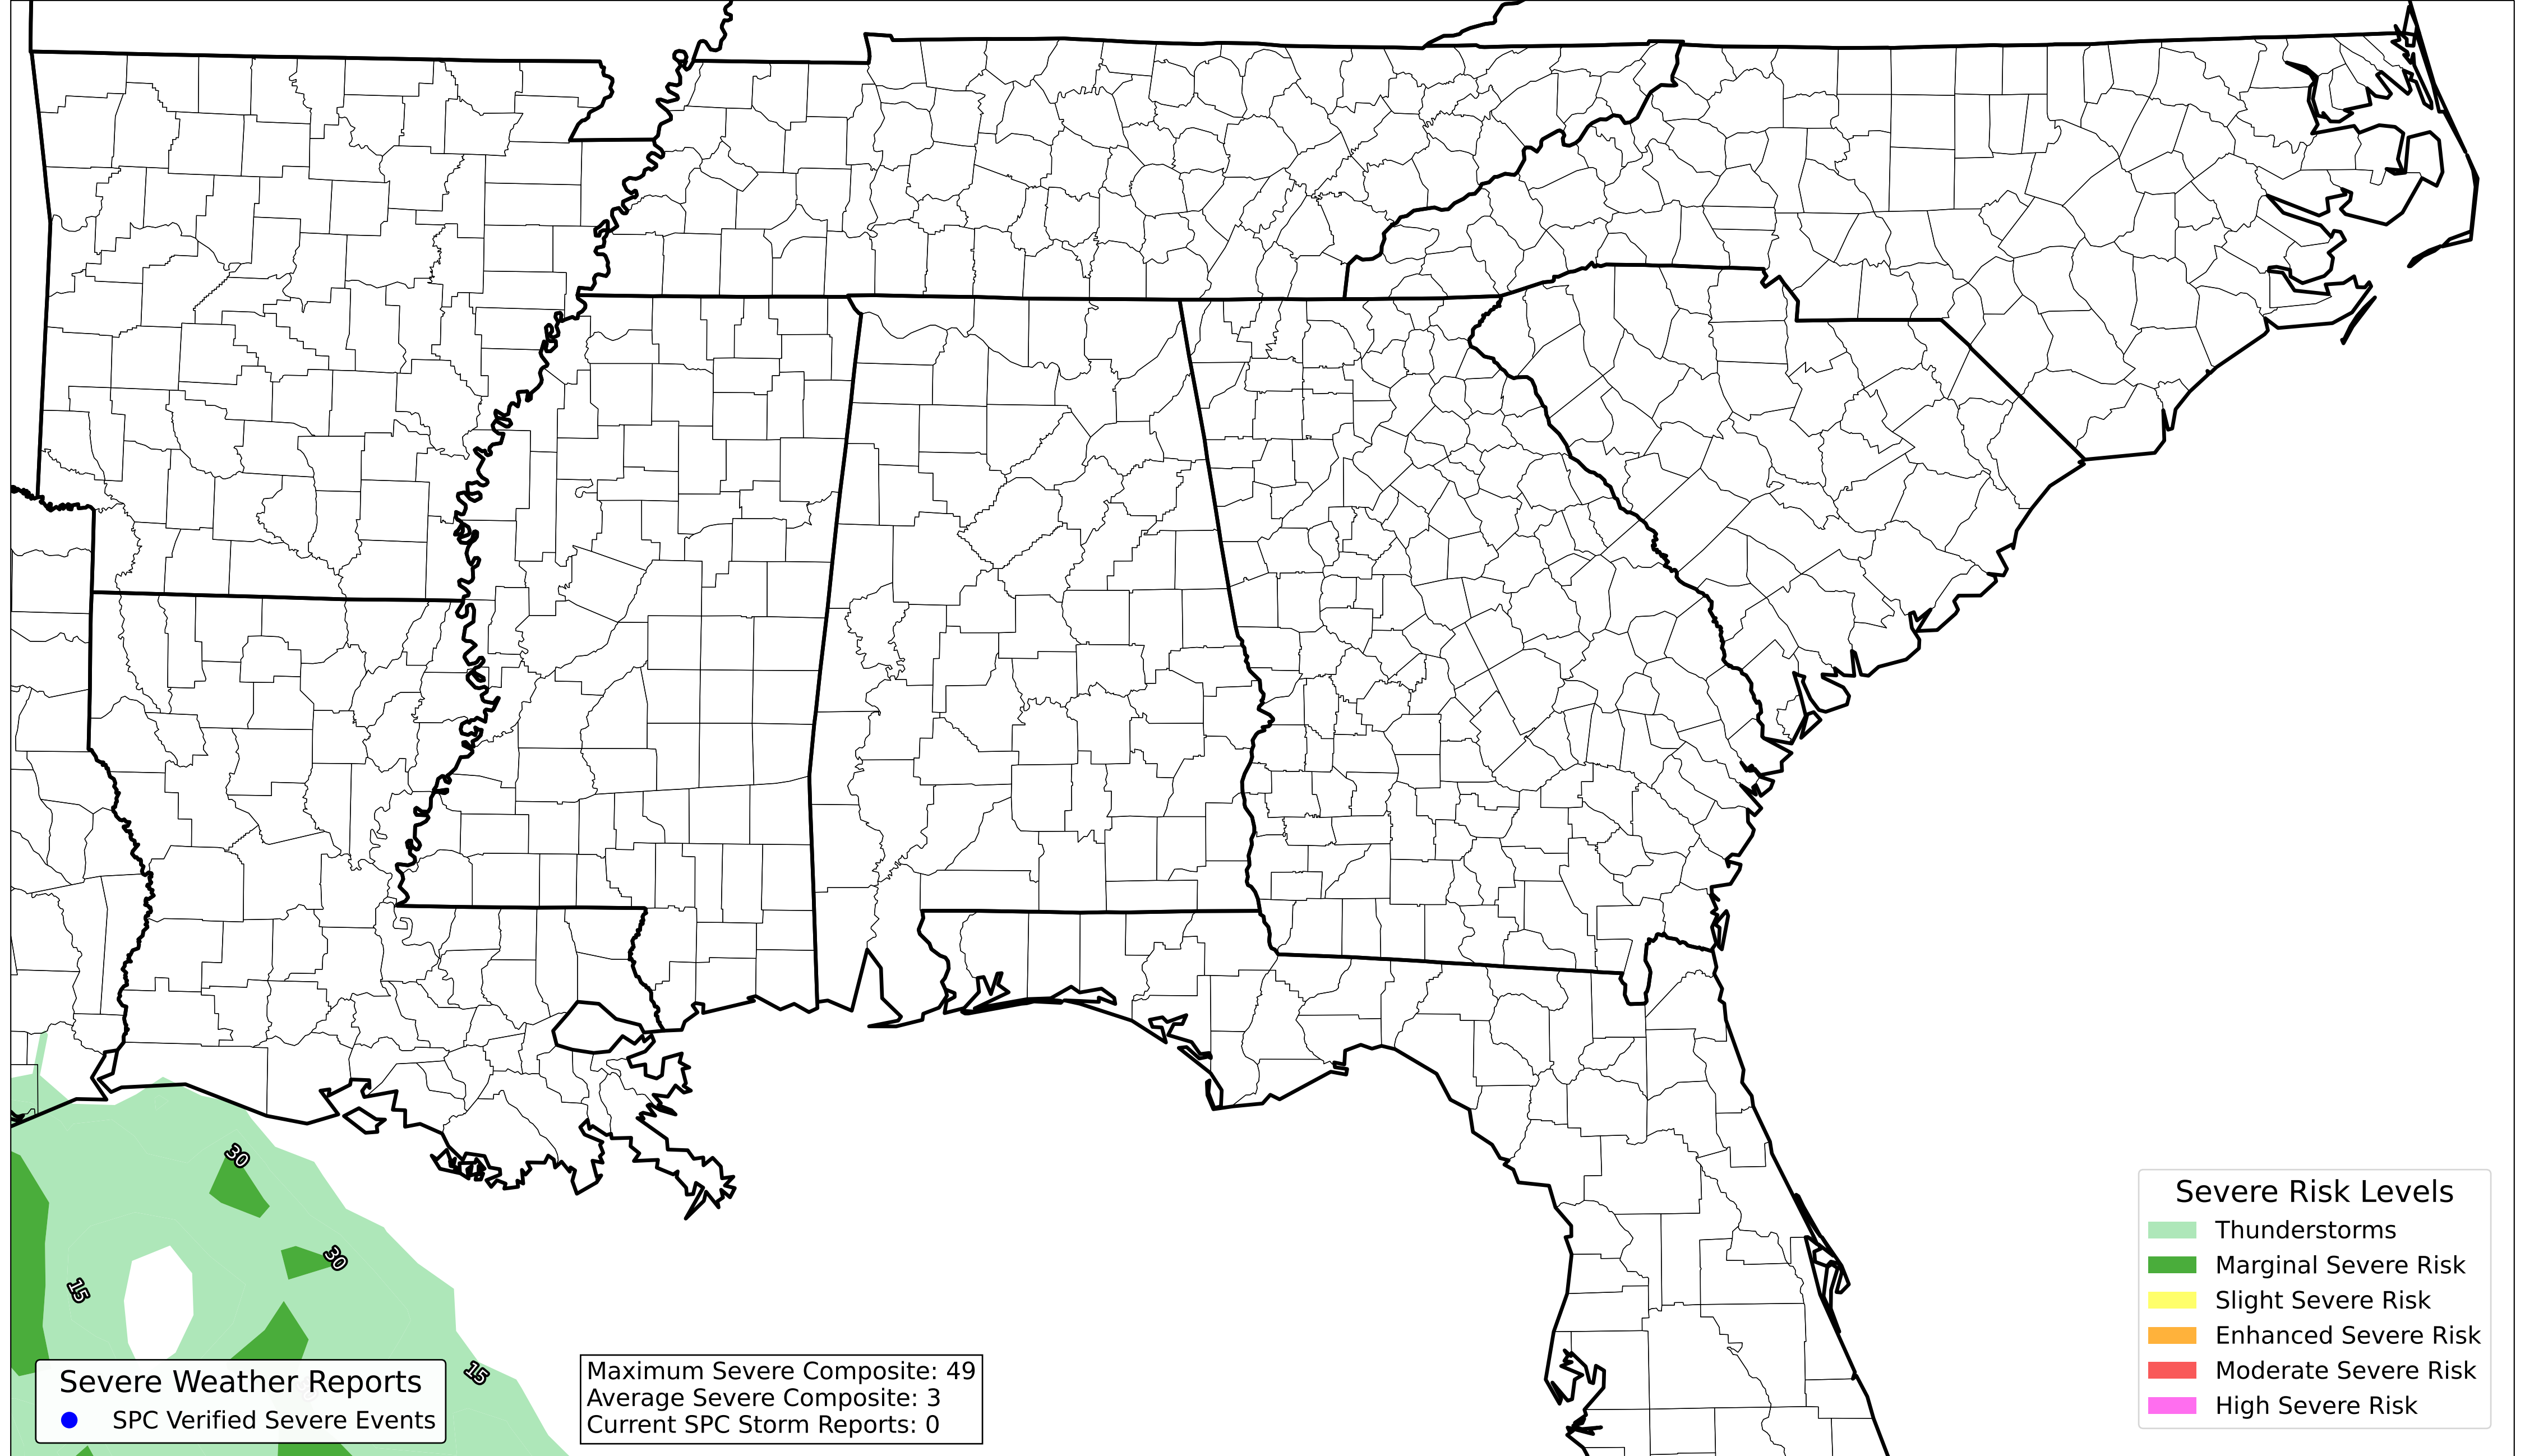 30
30
15
15
Severe Weather Reports
SPC Verified Severe Events
Maximum Severe Composite: 49
Average Severe Composite: 3
Current SPC Storm Reports: 0
Severe Risk Levels
Thunderstorms
Marginal Severe Risk
Slight Severe Risk
Enhanced Severe Risk
Moderate Severe Risk
High Severe Risk